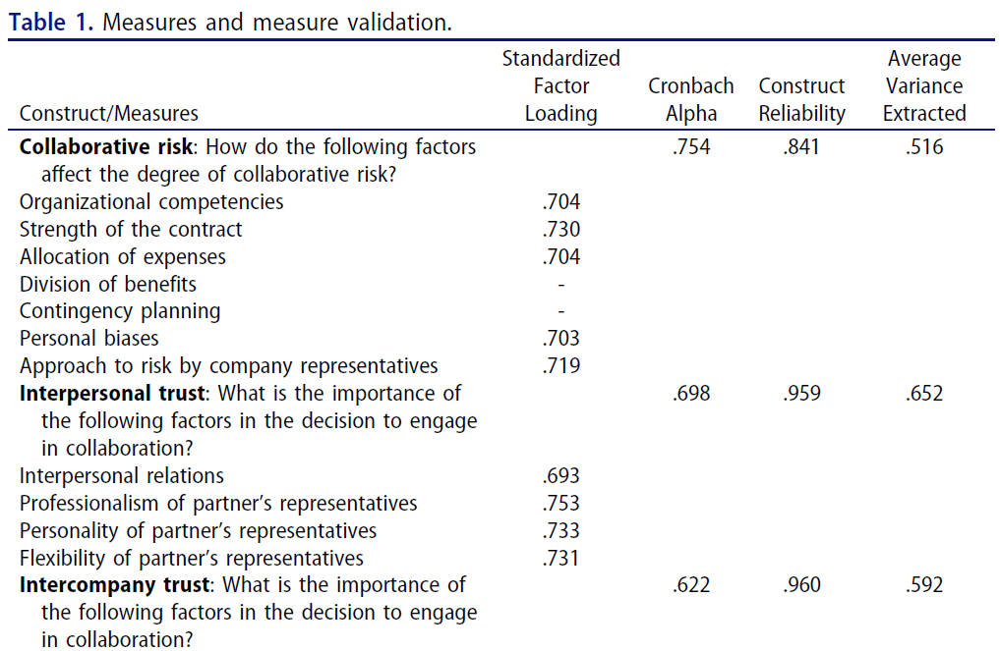 Table 1. Measures and measure validation.
Construct/Measures Standardized Factor Loading Cronbach Alpha Construct Reliability Average Variance Extracted
Collaborative risk: How do the following factors .754 .841 .516
affect the degree of collaborative risk?
Organizational competencies .704
Strength of the contract .730
Allocation of expenses .704
Division of benefits -
Contingency planning -
Personal biases .703
Approach to risk by company representatives .719
Interpersonal trust: What is the importance of .698 .959 .652
the following factors in the decision to engage
in collaboration?
Interpersonal relations .693
Professionalism of partner's representatives .753
Personality of partner's representatives .733
Flexibility of partner's representatives .731
Intercompany trust: What is the importance of .622 .960 .592
the following factors in the decision to engage
in collaboration?